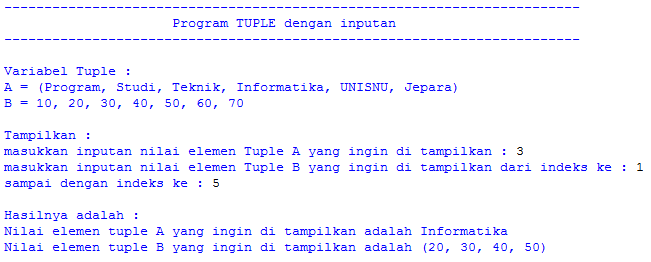 ------------------------------------------------------------------------
Program TUPLE dengan inputan
------------------------------------------------------------------------
Variabel Tuple :
A = (Program, Studi, Teknik, Informatika, UNISNU, Jepara)
B = 10, 20, 30, 40, 50, 60, 70
Tampilkan :
masukkan inputan nilai elemen Tuple A yang ingin di tampilkan : 3
masukkan inputan nilai elemen Tuple B yang ingin di tampilkan dari indeks ke : 1
sampai dengan indeks ke : 5
Hasilnya adalah :
Nilai elemen tuple A yang ingin di tampilkan adalah Informatika
Nilai elemen tuple B yang ingin di tampilkan adalah (20, 30, 40, 50)